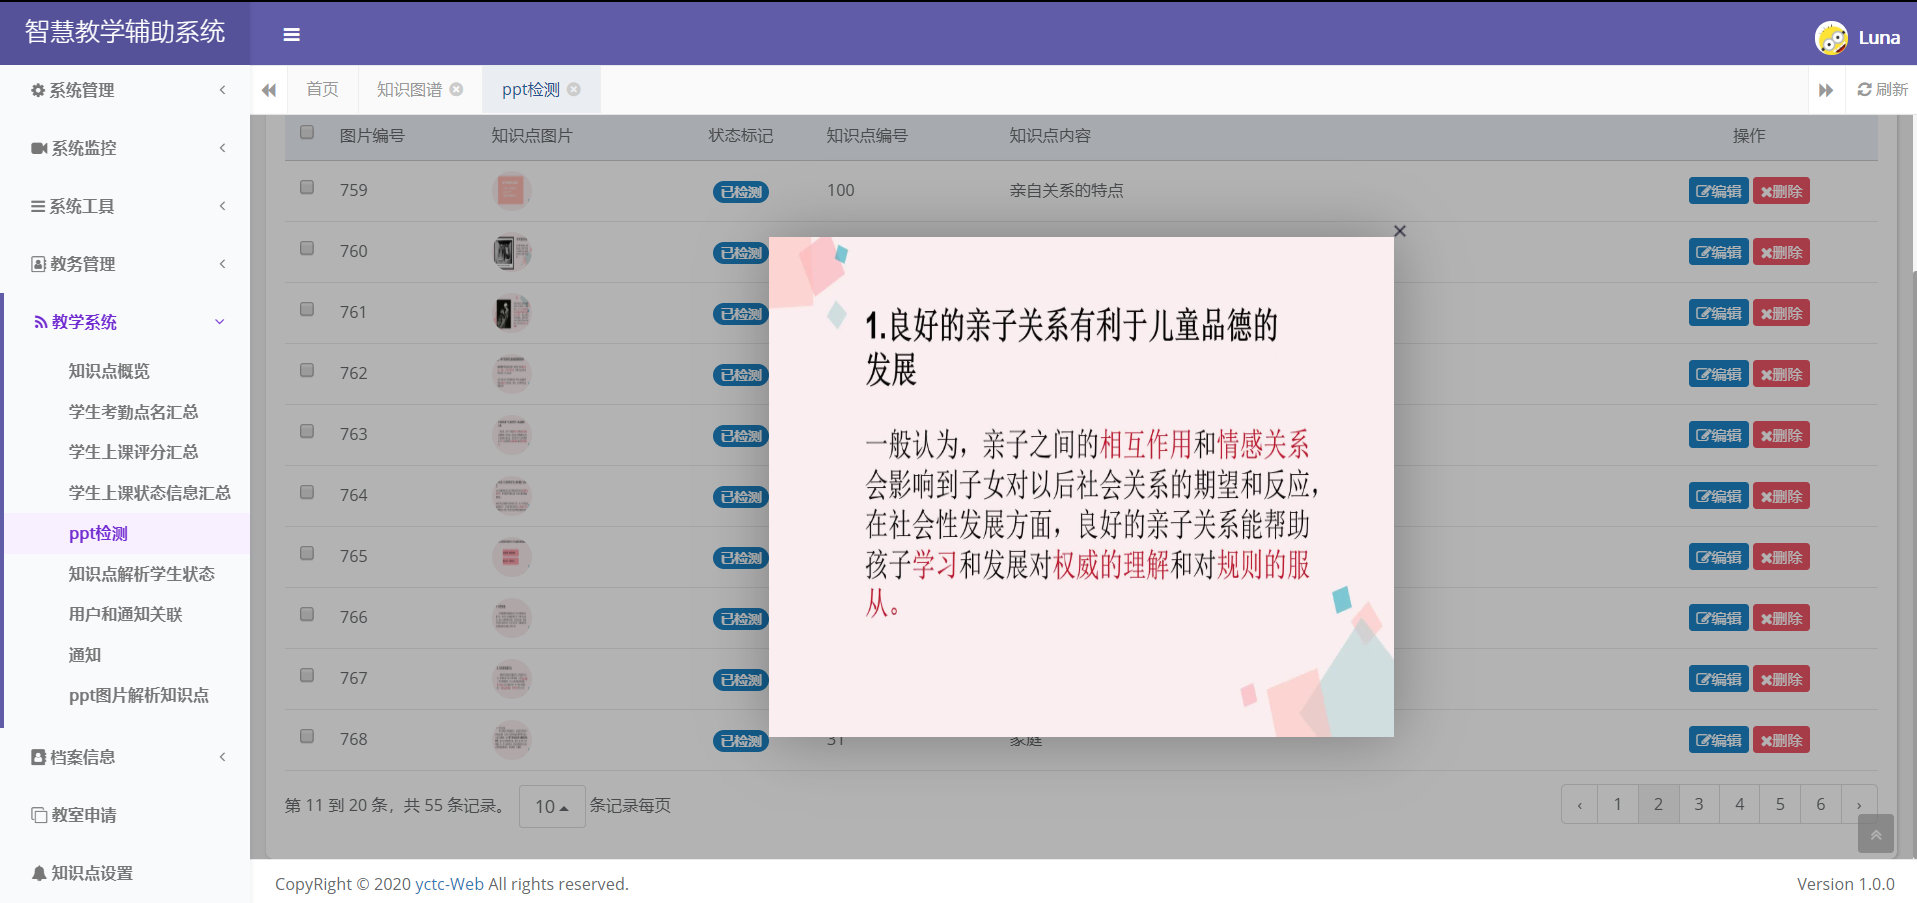 智慧教学辅助系统
Luna
系统管理
系统监控
系统工具
教务管理
教学系统
知识点概览
学生考勤点名汇总
学生上课评分汇总
学生上课状态信息汇总
ppt检测
知识点解析学生状态
用户和通知关联
通知
ppt图片解析知识点
档案信息
教室申请
知识点设置
首页 知识图谱 ppt检测 刷新
图片编号 知识点图片 状态标记 知识点编号 知识点内容 操作
759 已检测 100 亲自关系的特点 编辑 删除
760 已检测 编辑 删除
761 已检测 编辑 删除
762 已检测 编辑 删除
763 已检测 编辑 删除
764 已检测 编辑 删除
765 已检测 编辑 删除
766 已检测 编辑 删除
767 已检测 编辑 删除
768 已检测 31 家庭 编辑 删除
1.良好的亲子关系有利于儿童品德的
发展
一般认为，亲子之间的相互作用和情感关系
会影响到子女对以后社会关系的期望和反应，
在社会性发展方面，良好的亲子关系能帮助
孩子学习和发展对权威的理解和对规则的服
从。
第 11 到 20 条，共 55 条记录。 10 条记录每页
‹ 1 2 3 4 5 6 ›
CopyRight © 2020 yctc-Web All rights reserved.
Version 1.0.0